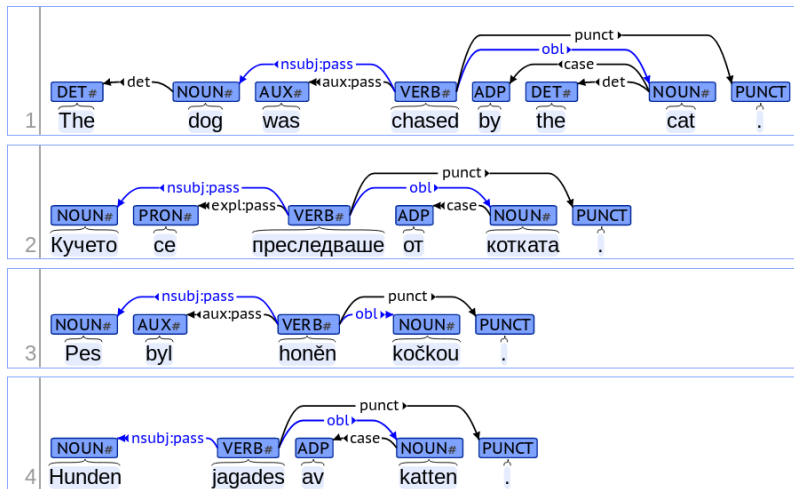 punct
obl
nsubj:pass case
det aux:pass det
DET# NOUN# AUX# VERB# ADP DET# NOUN# PUNCT
1 The dog was chased by the cat .
punct
nsubj:pass obl
expl:pass case
NOUN# PRON# VERB# ADP NOUN# PUNCT
2 Кучето се преследваше от котката .
nsubj:pass punct
aux:pass obl
NOUN# AUX# VERB# NOUN# PUNCT
3 Pes byl honěn kočkou .
punct
obl
nsubj:pass case
NOUN# VERB# ADP NOUN# PUNCT
4 Hunden jagades av katten .